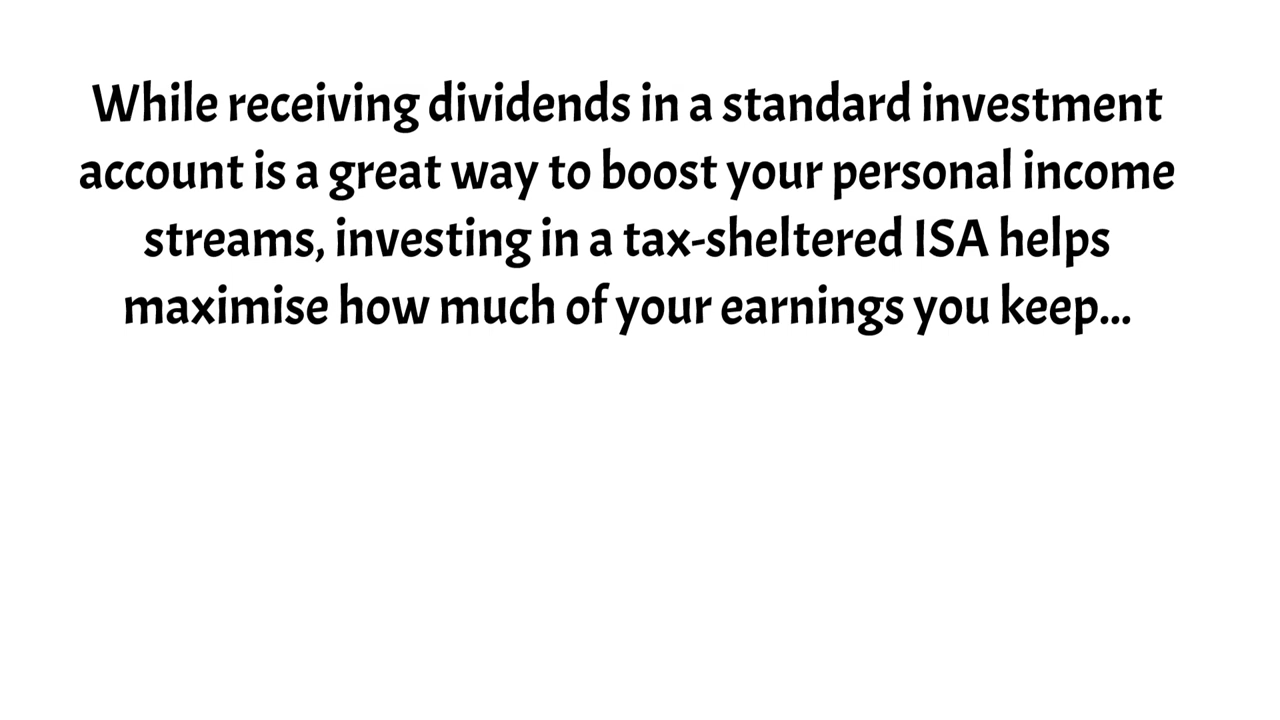 While receiving dividends in a standard investment
account is a great way to boost your personal income
streams, investing in a tax-sheltered ISA helps
maximise how much of your earnings you keep...